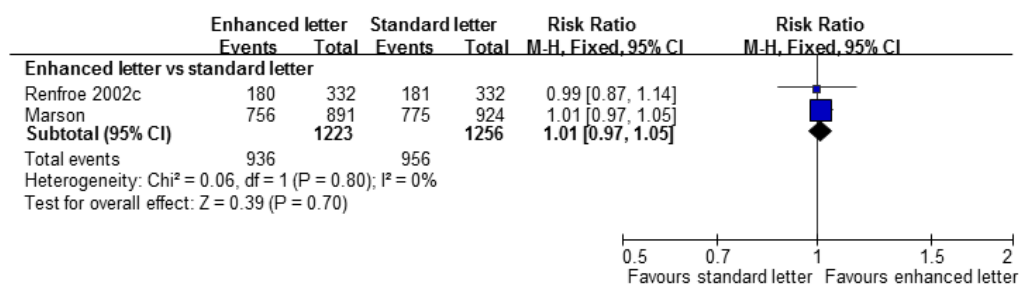 Enhanced letter Standard letter Risk Ratio Risk Ratio
Events Total Events Total M-H, Fixed, 95% CI M-H, Fixed, 95% CI
Enhanced letter vs standard letter
Renfroe 2002c 180 332 181 332 0.99 [0.87, 1.14]
Marson 756 891 775 924 1.01 [0.97, 1.05]
Subtotal (95% CI) 1223 1256 1.01 [0.97, 1.05]
Total events 936 956
Heterogeneity: Chi² = 0.06, df = 1 (P = 0.80); I² = 0%
Test for overall effect: Z = 0.39 (P = 0.70)
0.5 0.7 1 1.5 2
Favours standard letter Favours enhanced letter